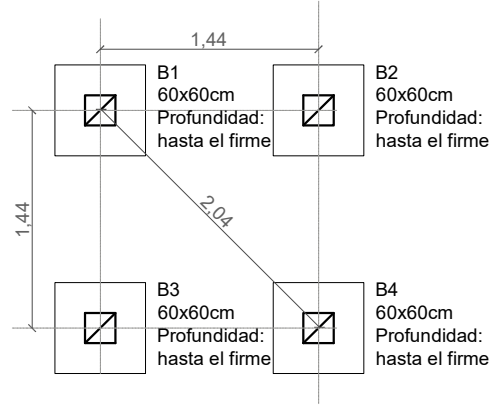 1,44
B1
60x60cm
Profundidad:
hasta el firme
B2
60x60cm
Profundidad:
hasta el firme
1,44
2,04
B3
60x60cm
Profundidad:
hasta el firme
B4
60x60cm
Profundidad:
hasta el firme